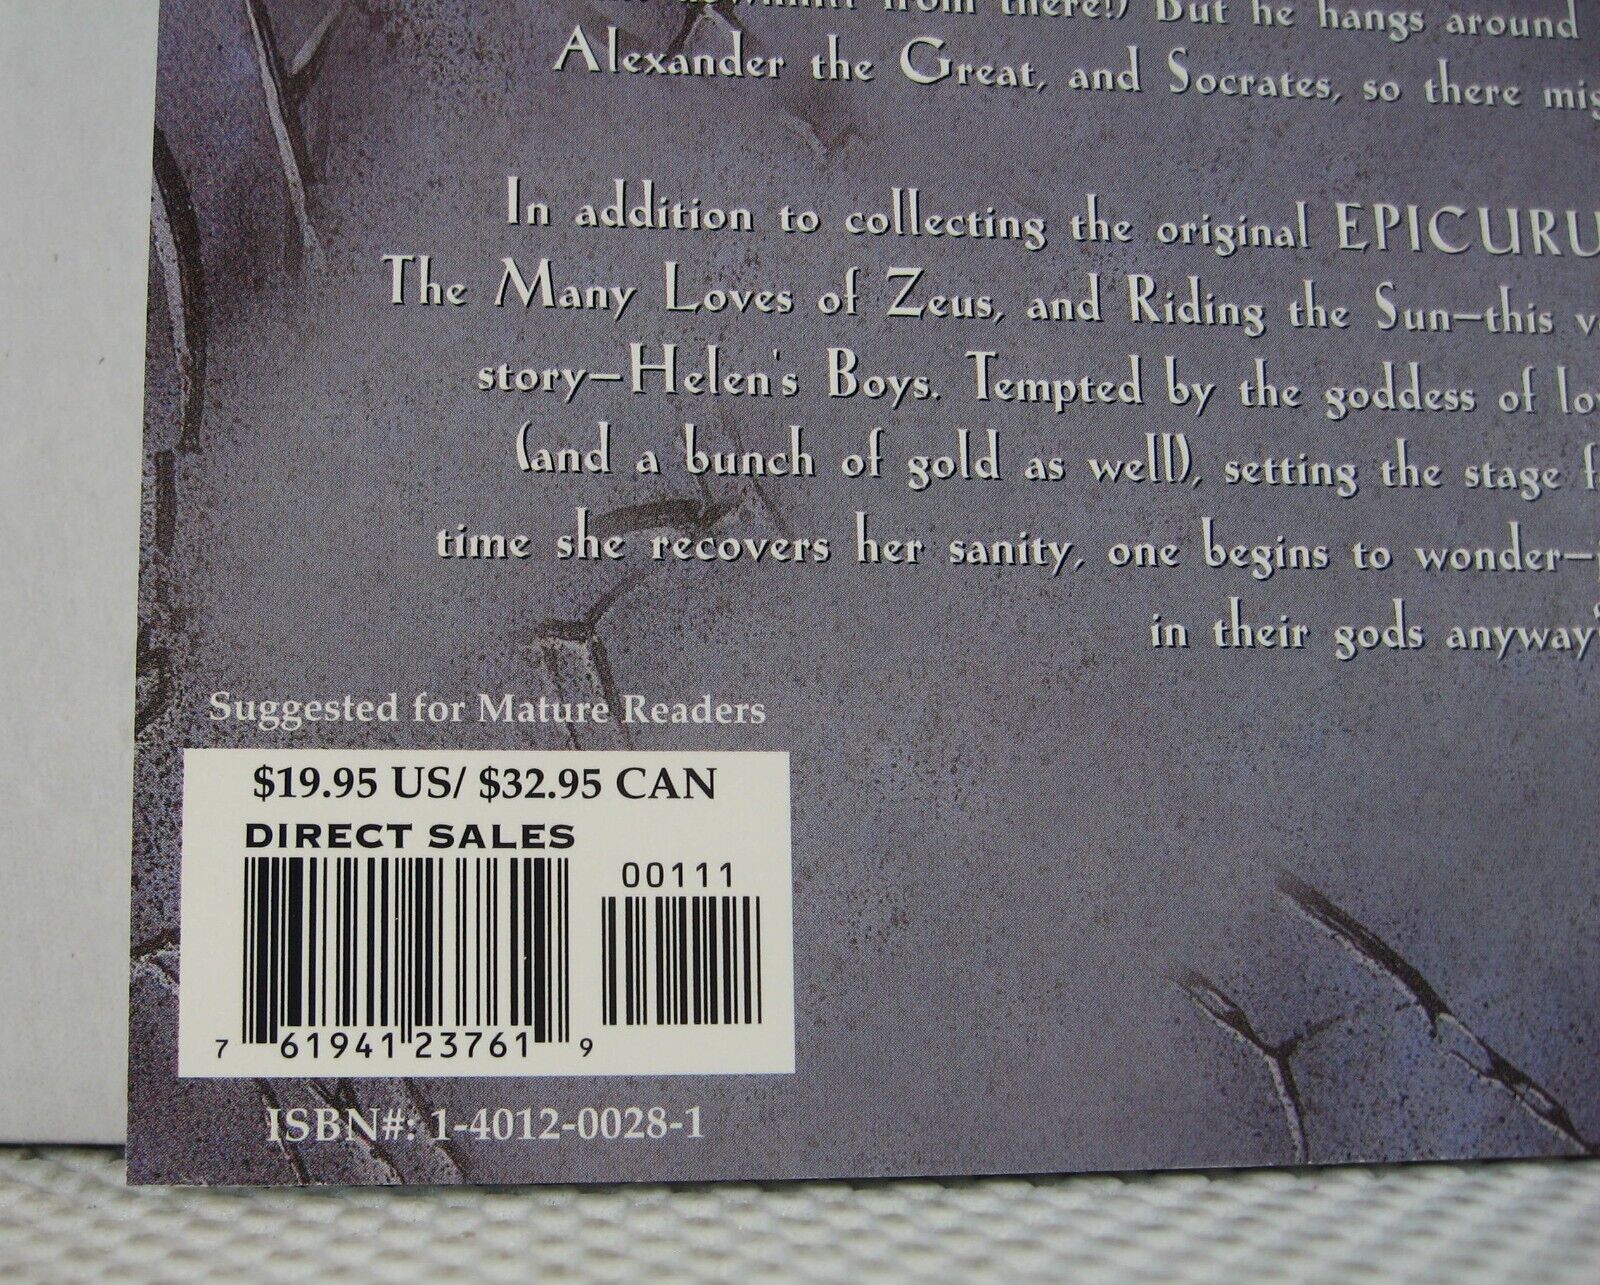 from there!) But he hangs around
Alexander the Great, and Socrates, so there
In addition to collecting the original EPICURU
The Many Loves of Zeus, and Riding the Sun—this
story—Helen's Boys. Tempted by the goddess of
(and a bunch of gold as well), setting the stage
time she recovers her sanity, one begins to wonder—
in their gods anyway
Suggested for Mature Readers
$19.95 US/ $32.95 CAN
DIRECT SALES
00111
7 61941 23761 9
ISBN#: 1-4012-0028-1